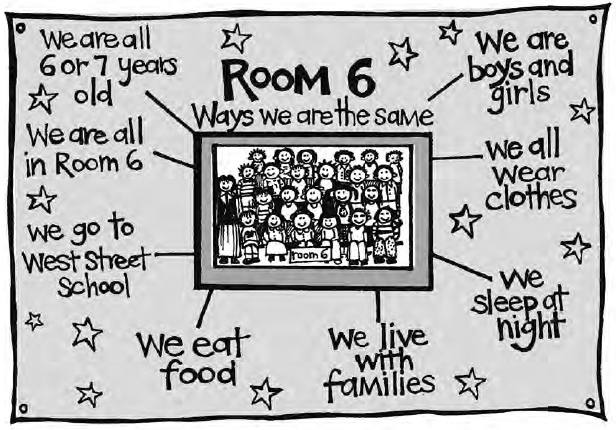 Room 6
Ways we are the same
We are all
6 or 7 years
old
We are all
in Room 6
we go to
West Street
School
We eat
food
We live
with
families
We
sleep at
night
we all
wear
clothes
We are
boys and
girls
room 6